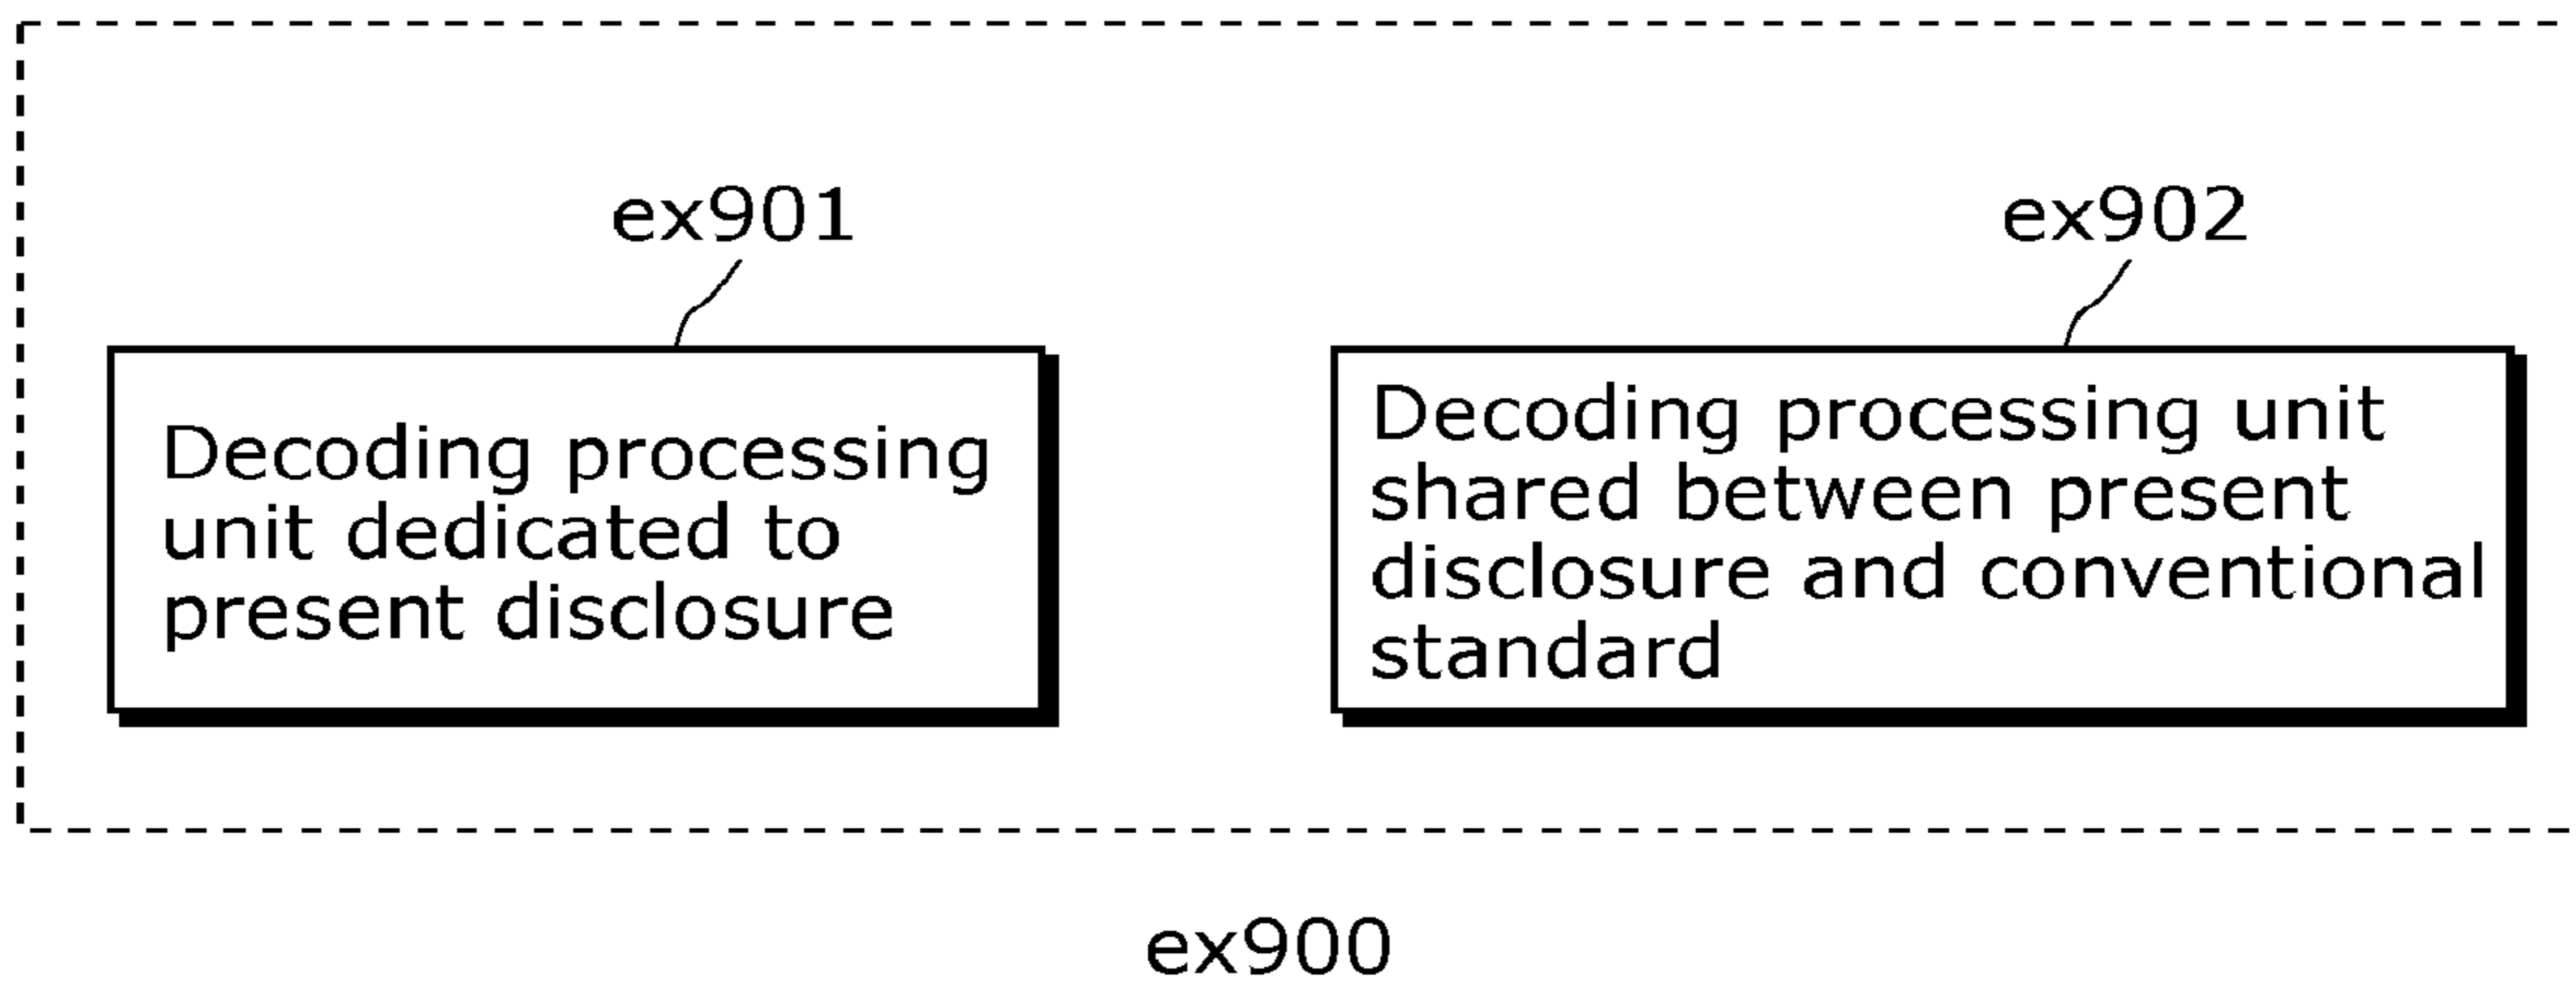 ex901
Decoding processing
unit dedicated to
present disclosure
ex902
Decoding processing unit
shared between present
disclosure and conventional
standard
ex900